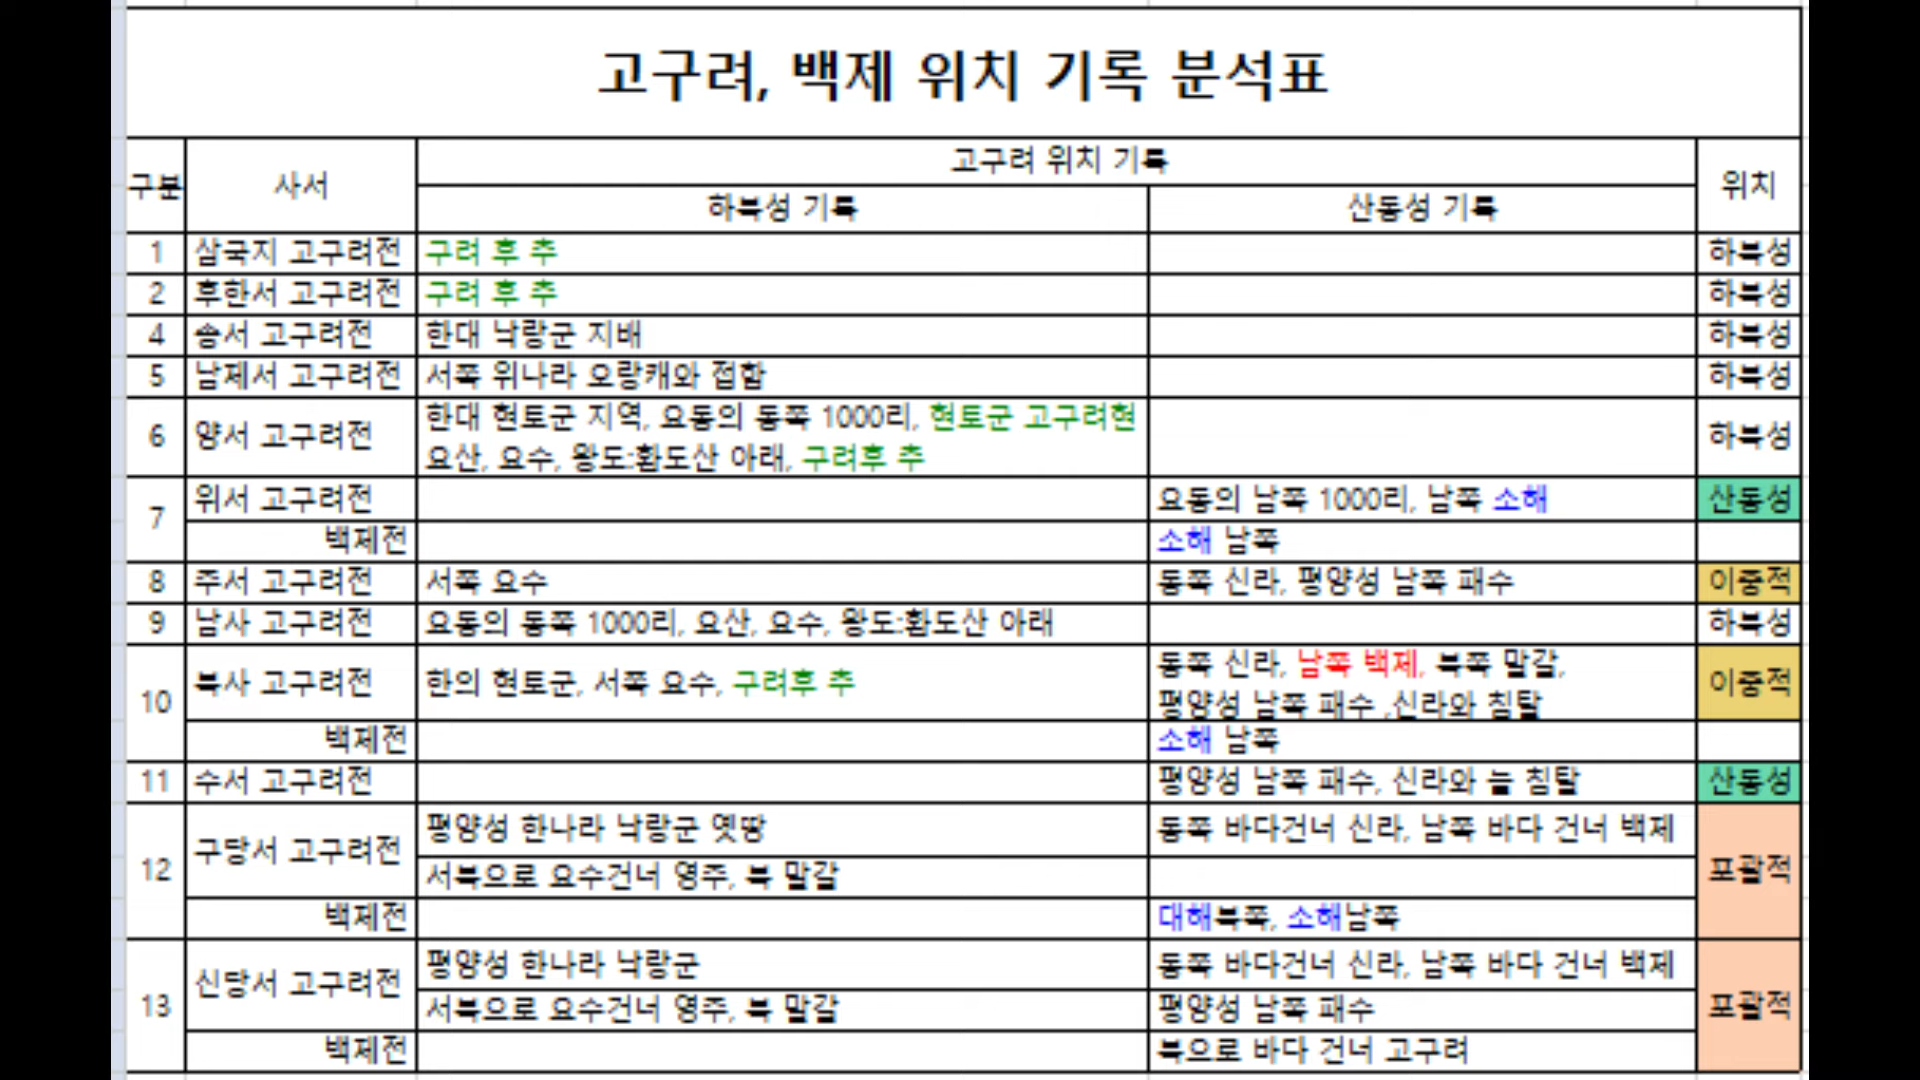 고구려, 백제 위치 기록 분석표
구분 사서 고구려 위치 기록 위치
하북성 기록 산동성 기록
1 삼국지 고구려전 구려 후 추 하북성
2 후한서 고구려전 구려 후 추 하북성
4 송서 고구려전 한대 낙랑군 지배 하북성
5 남제서 고구려전 서쪽 위나라 오랑캐와 접함 하북성
6 양서 고구려전 한대 현토군 지역, 요동의 동쪽 1000리, 현토군 고구려현 하북성
요산, 요수, 왕도:환도산 아래, 구려후 추
7 위서 고구려전 요동의 남쪽 1000리, 남쪽 소해 산동성
백제전 소해 남쪽
8 주서 고구려전 서쪽 요수 동쪽 신라, 평양성 남쪽 패수 이중적
9 남사 고구려전 요동의 동쪽 1000리, 요산, 요수, 왕도:환도산 아래 하북성
10 북사 고구려전 한의 현토군, 서쪽 요수, 구려후 추 동쪽 신라, 남쪽 백제, 북쪽 말갈, 이중적
평양성 남쪽 패수 ,신라와 침탈
백제전 소해 남쪽
11 수서 고구려전 평양성 남쪽 패수, 신라와 늘 침탈 산동성
12 구당서 고구려전 평양성 한나라 낙랑군 옛땅 동쪽 바다건너 신라, 남쪽 바다 건너 백제 포괄적
서북으로 요수건너 영주, 북 말갈
백제전 대해북쪽, 소해남쪽
13 신당서 고구려전 평양성 한나라 낙랑군 동쪽 바다건너 신라, 남쪽 바다 건너 백제 포괄적
서북으로 요수건너 영주, 북 말갈 평양성 남쪽 패수
백제전 북으로 바다 건너 고구려